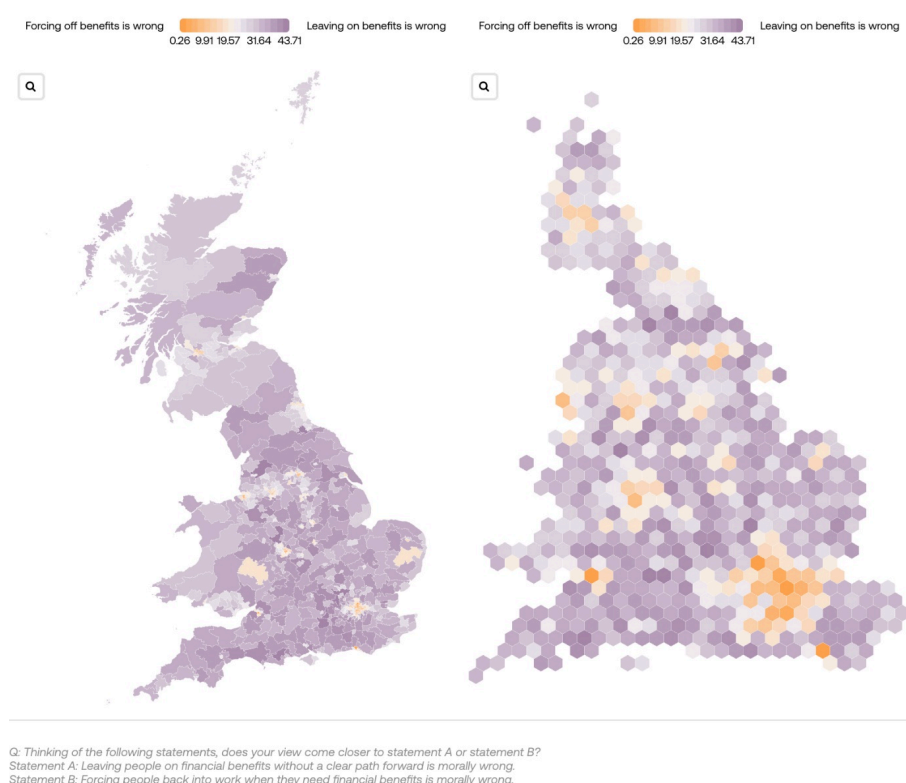 Forcing off benefits is wrong Leaving on benefits is wrong
0.26 9.91 19.57 31.64 43.71
Forcing off benefits is wrong Leaving on benefits is wrong
0.26 9.91 19.57 31.64 43.71
Q: Thinking of the following statements, does your view come closer to statement A or statement B?
Statement A: Leaving people on financial benefits without a clear path forward is morally wrong.
Statement B: Forcing people back into work when they need financial benefits is morally wrong.